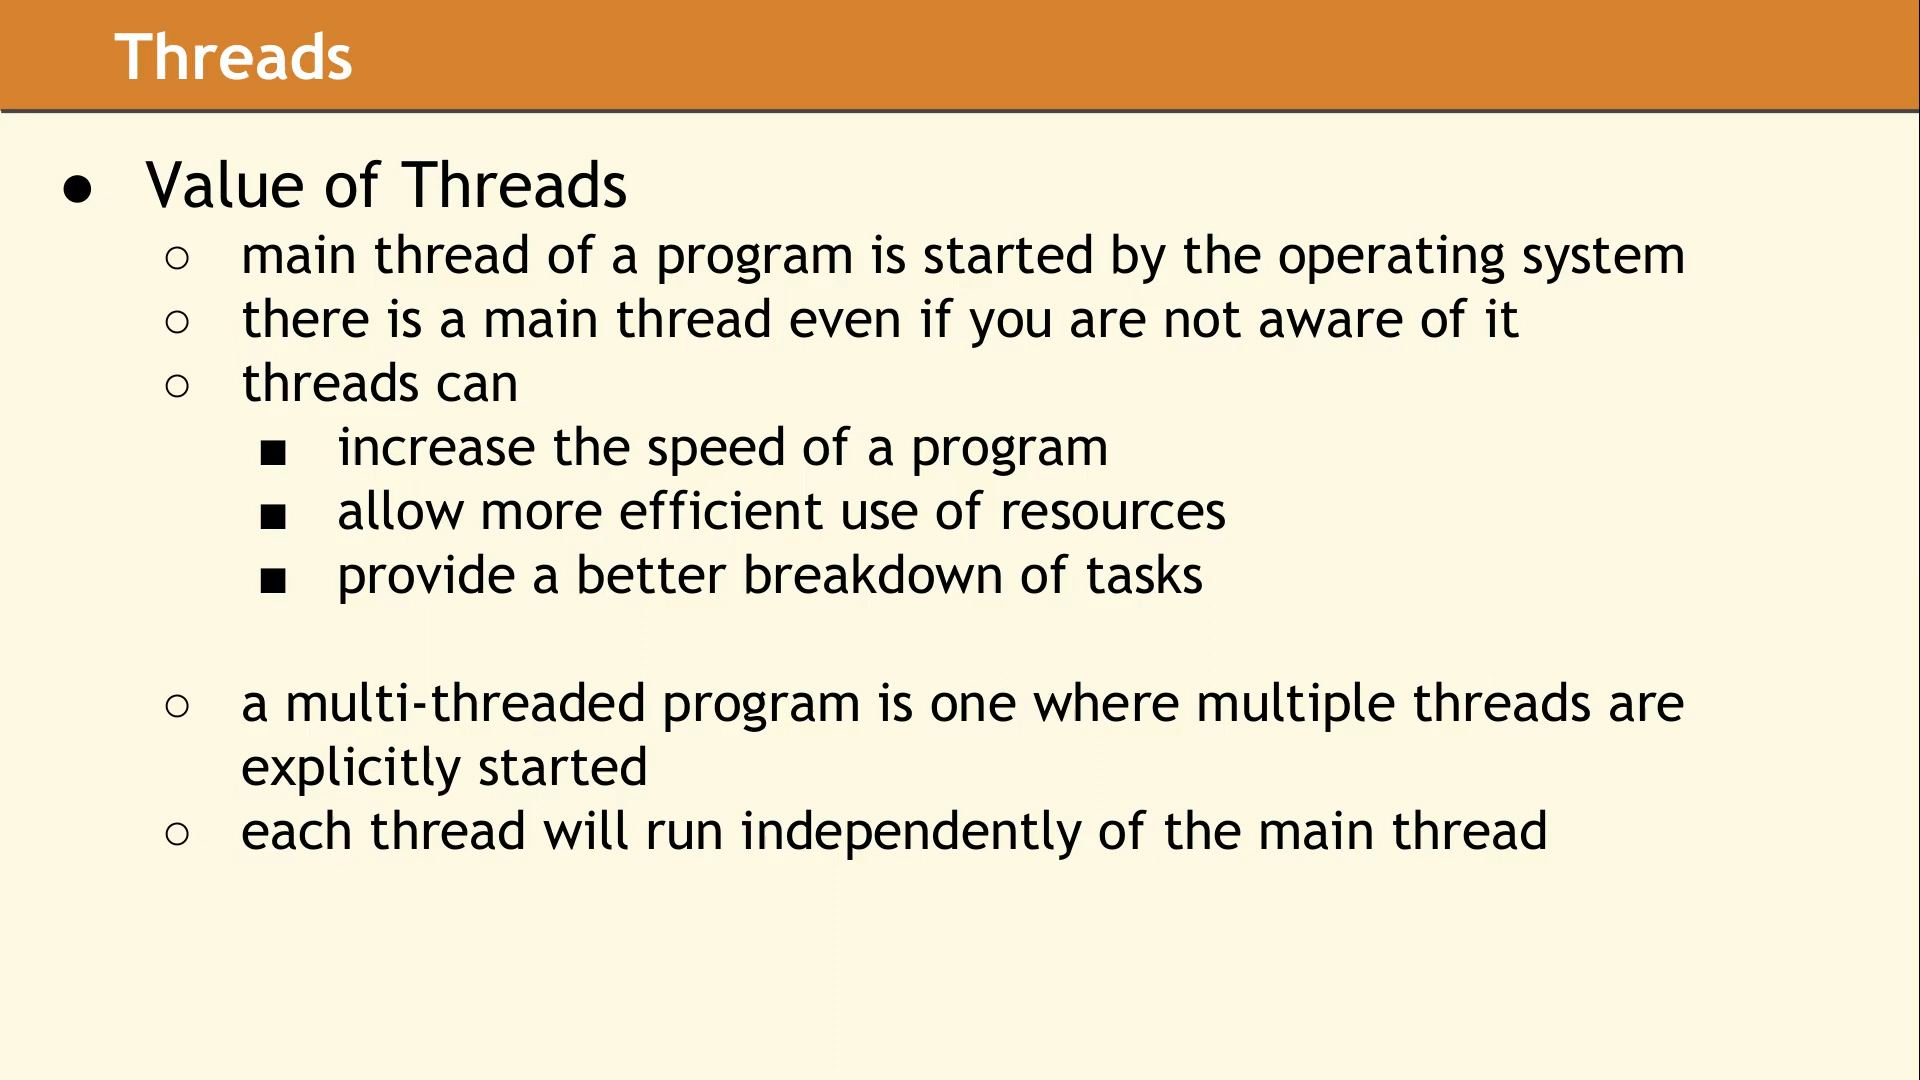 Threads
● Value of Threads
○ main thread of a program is started by the operating system
○ there is a main thread even if you are not aware of it
○ threads can
■ increase the speed of a program
■ allow more efficient use of resources
■ provide a better breakdown of tasks
○ a multi-threaded program is one where multiple threads are
explicitly started
○ each thread will run independently of the main thread